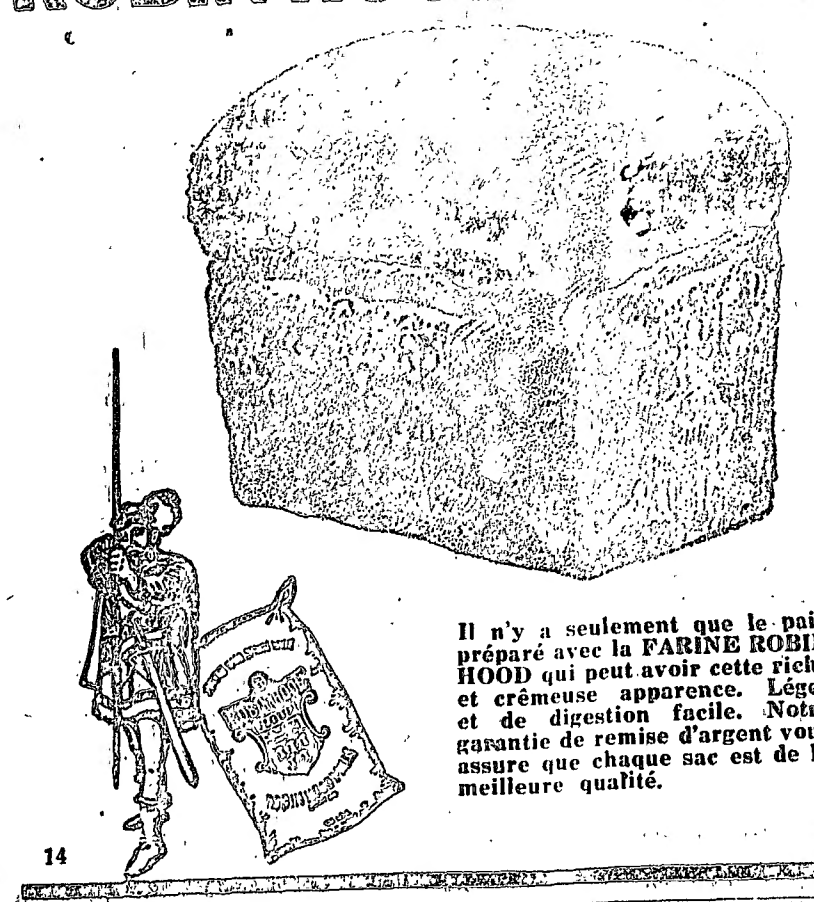 Il n'y a seulement que le pai
préparé avec la FARINE ROBI
HOOD qui peut avoir cette rich
et crêmeuse apparence. Lége
et de digestion facile. Notr
garantie de remise d'argent vou
assure que chaque sac est de l
meilleure qualité.
14